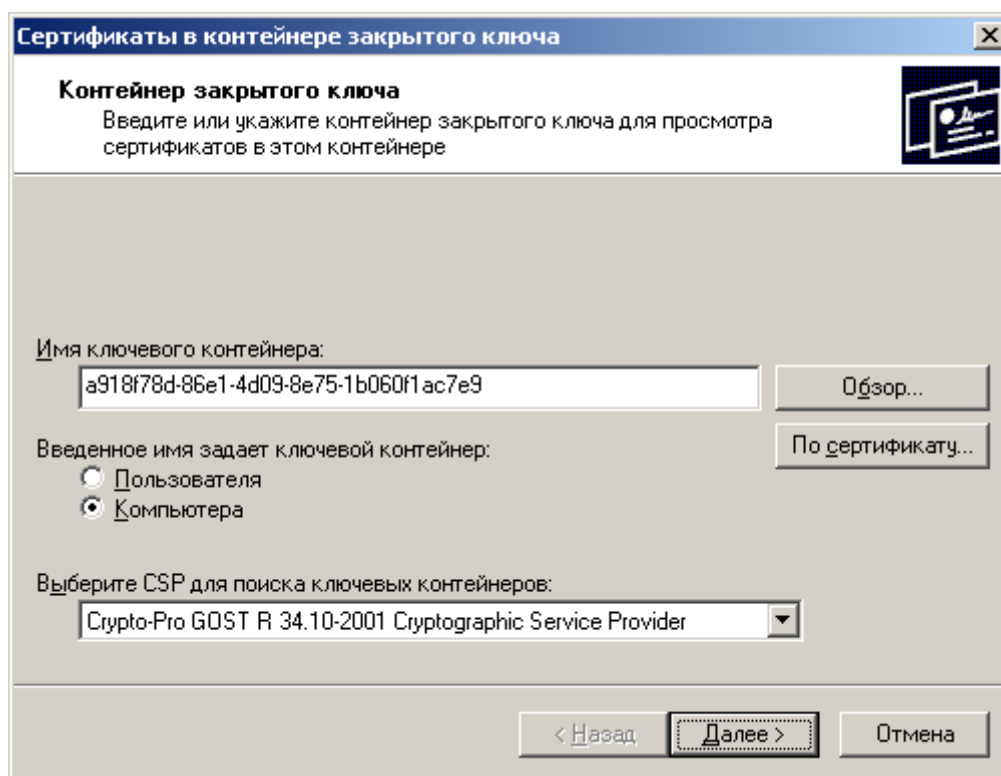 Сертификаты в контейнере закрытого ключа
Контейнер закрытого ключа
Введите или укажите контейнер закрытого ключа для просмотра
сертификатов в этом контейнере
Имя ключевого контейнера:
a918f78d-86e1-4d09-8e75-1b060f1ac7e9
Обзор...
Введенное имя задает ключевой контейнер:
По сертификату...
Пользователя
Компьютера
Выберите CSP для поиска ключевых контейнеров:
Crypto-Pro GOST R 34.10-2001 Cryptographic Service Provider
< Назад
Далее >
Отмена